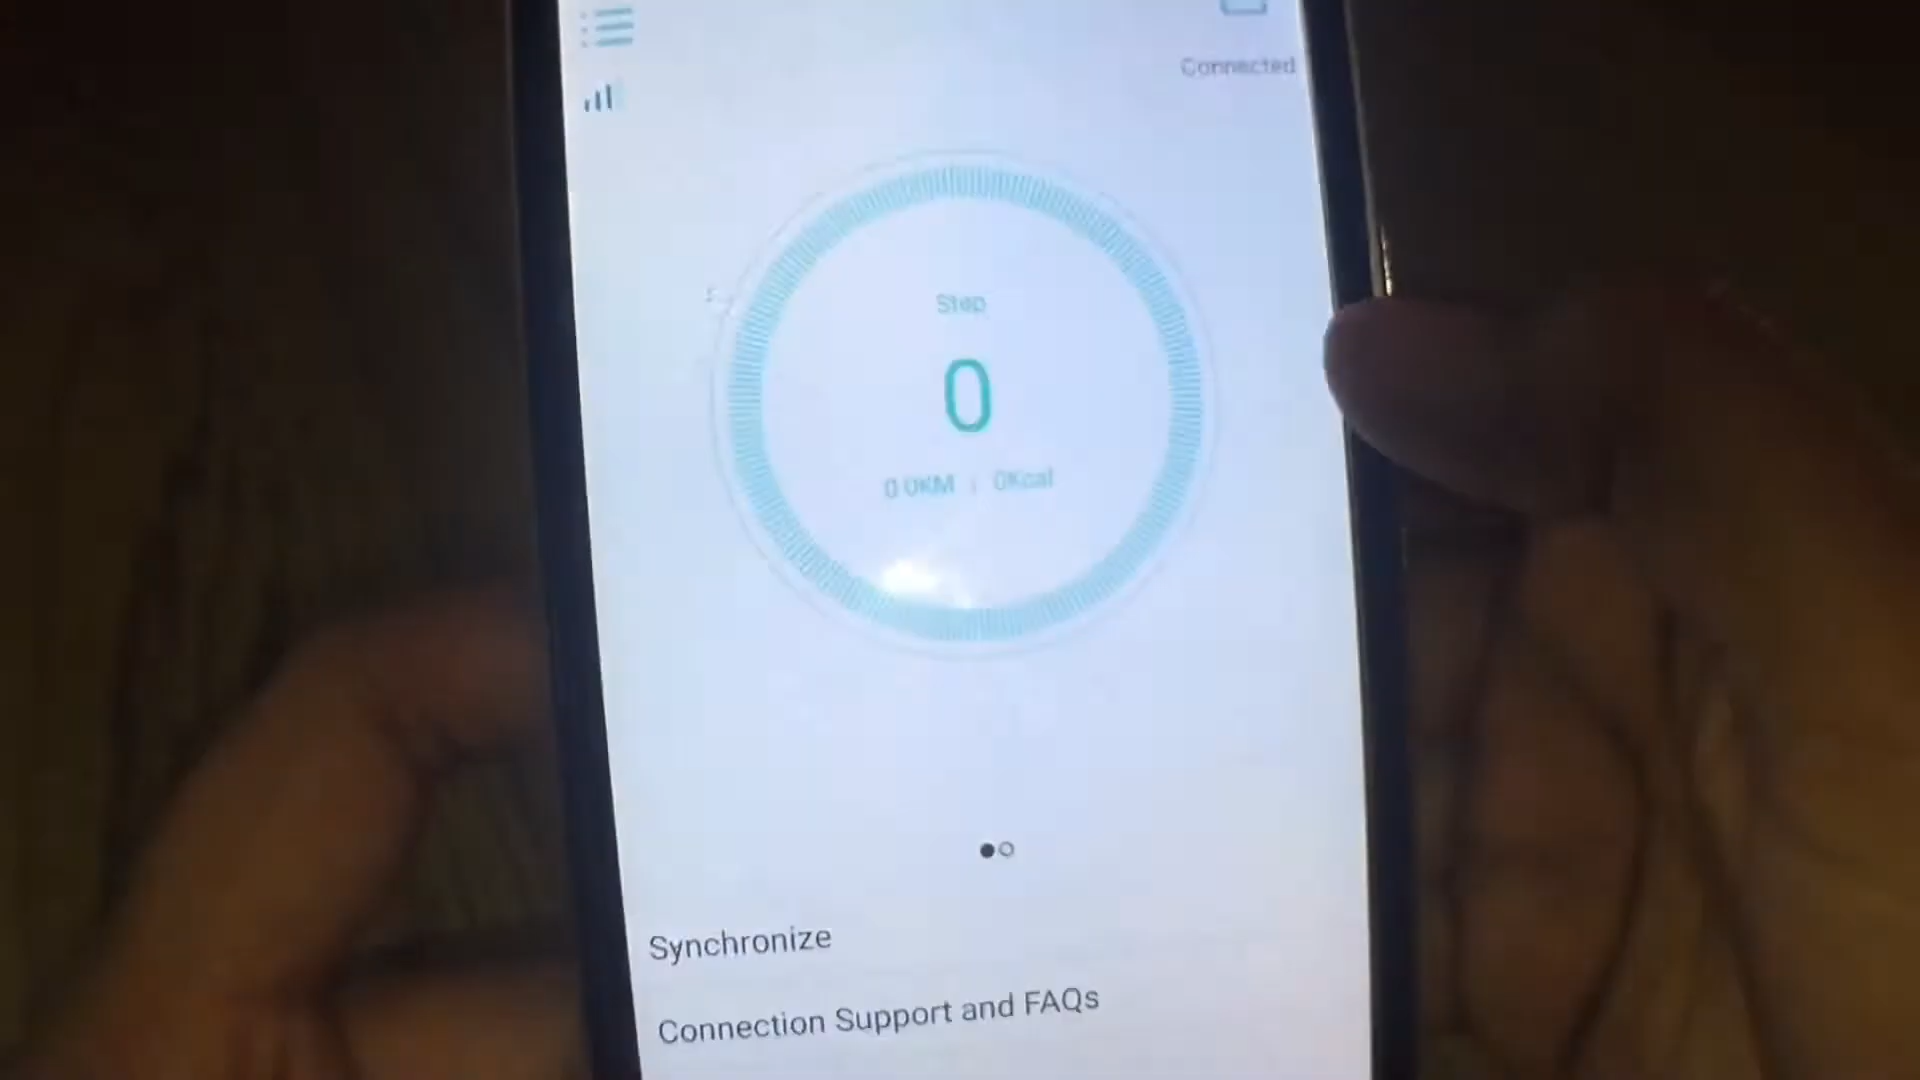 Connected
Step
0
0.0KM | 0Kcal
Synchronize
Connection Support and FAQs